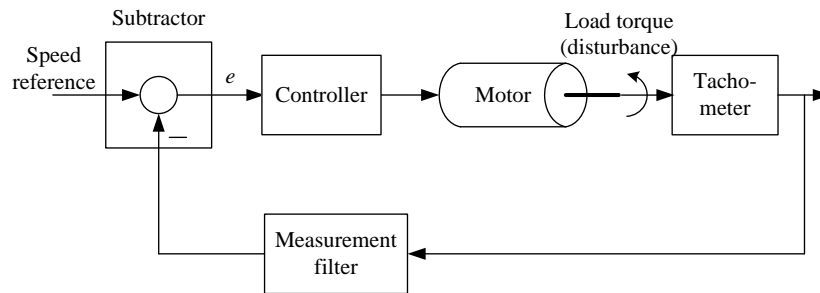 Subtractor
Speed
reference
e
Controller
Motor
Load torque
(disturbance)
Tacho-
meter
Measurement
filter